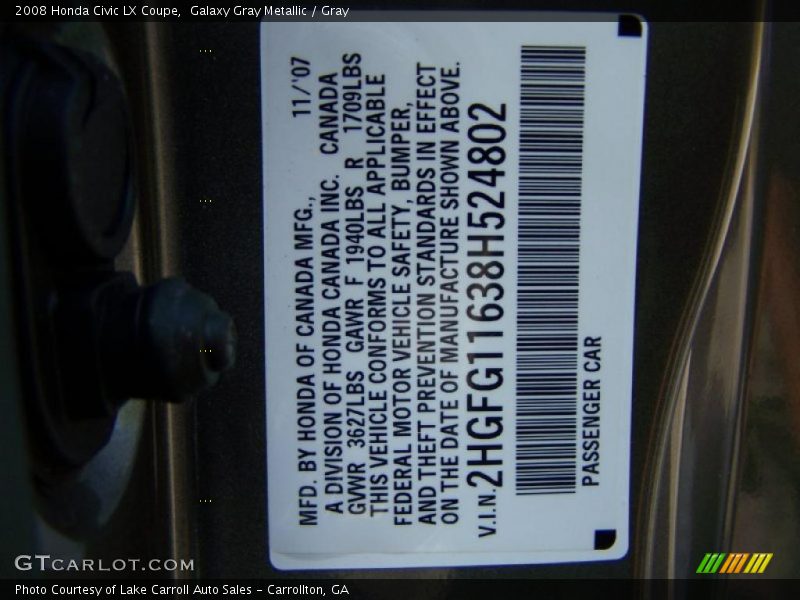 2008 Honda Civic LX Coupe,  Galaxy Gray Metallic / Gray
MFD. BY HONDA OF CANADA MFG., 11/'07
A DIVISION OF HONDA CANADA INC. CANADA
GWWR 3627LBS GAWR F 1940LBS R 1709LBS
THIS VEHICLE CONFORMS TO ALL APPLICABLE
FEDERAL MOTOR VEHICLE SAFETY, BUMPER,
AND THEFT PREVENTION STANDARDS IN EFFECT
ON THE DATE OF MANUFACTURE SHOWN ABOVE.
V.I.N. 2HGFG11638H524802
PASSENGER CAR
GTCARLOT.COM
Photo Courtesy of Lake Carroll Auto Sales - Carrollton, GA